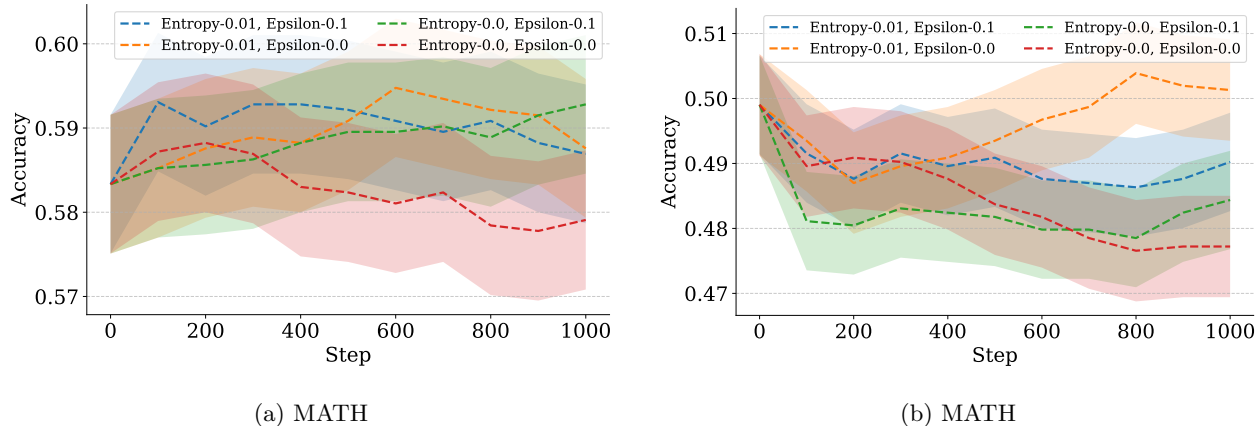 Entropy-0.01, Epsilon-0.1
Entropy-0.01, Epsilon-0.0
Entropy-0.0, Epsilon-0.1
Entropy-0.0, Epsilon-0.0
0.60
0.59
0.58
0.57
Accuracy
0
200
400
600
800
1000
Step
(a) MATH
Entropy-0.01, Epsilon-0.1
Entropy-0.01, Epsilon-0.0
Entropy-0.0, Epsilon-0.1
Entropy-0.0, Epsilon-0.0
0.51
0.50
0.49
0.48
0.47
Accuracy
0
200
400
600
800
1000
Step
(b) MATH